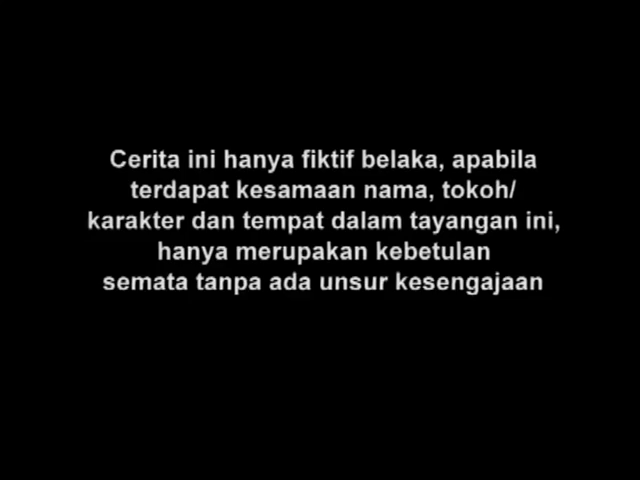 Cerita ini hanya fiktif belaka, apabila
terdapat kesamaan nama, tokoh/
karakter dan tempat dalam tayangan ini,
hanya merupakan kebetulan
semata tanpa ada unsur kesengajaan